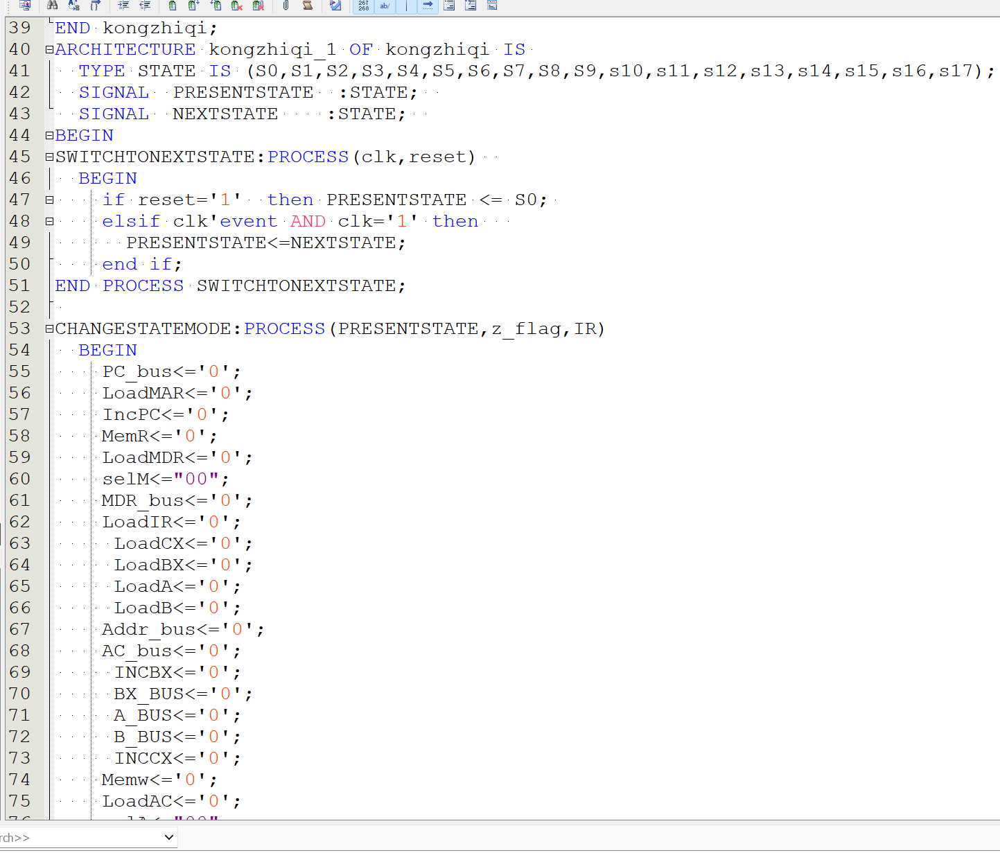 267
268
ab/
39 END kongzhiqi;
40 ARCHITECTURE kongzhiqi_1 OF kongzhiqi IS
41 TYPE STATE IS (S0,S1,S2,S3,S4,S5,S6,S7,S8,S9,s10,s11,s12,s13,s14,s15,s16,s17);
42 SIGNAL PRESENTSTATE :STATE;
43 SIGNAL NEXTSTATE :STATE;
44 BEGIN
45 SWITCHTONEXTSTATE:PROCESS(clk,reset)
46 BEGIN
47 if reset='1' then PRESENTSTATE <= S0;
48 elsif clk'event AND clk='1' then
49 PRESENTSTATE<=NEXTSTATE;
50 end if;
51 END PROCESS SWITCHTONEXTSTATE;
52
53 CHANGESTATEMODE:PROCESS(PRESENTSTATE,z_flag,IR)
54 BEGIN
55 PC_bus<='0';
56 LoadMAR<='0';
57 IncPC<='0';
58 MemR<='0';
59 LoadMDR<='0';
60 selM<="00";
61 MDR_bus<='0';
62 LoadIR<='0';
63 LoadCX<='0';
64 LoadBX<='0';
65 LoadA<='0';
66 LoadB<='0';
67 Addr_bus<='0';
68 AC_bus<='0';
69 INCBX<='0';
70 BX_BUS<='0';
71 A_BUS<='0';
72 B_BUS<='0';
73 INCCX<='0';
74 Memw<='0';
75 LoadAC<='0';
rch>>